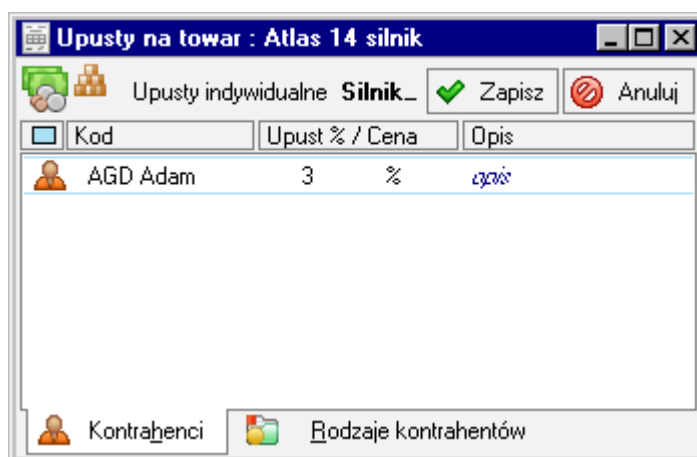 Upusty na towar : Atlas 14 silnik
Upusty indywidualne Silnik_ Zapisz Anuluj
Kod Upust % / Cena Opis
AGD Adam 3 % opis
Kontrahenci Rodzaje kontrahentów